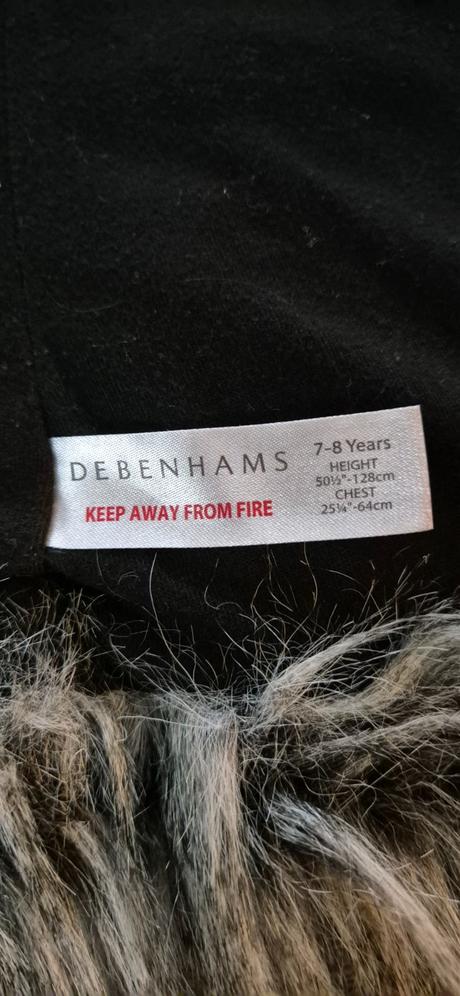 DEBENHAMS
KEEP AWAY FROM FIRE
7-8 Years
HEIGHT
50½"-128cm
CHEST
25¼"-64cm